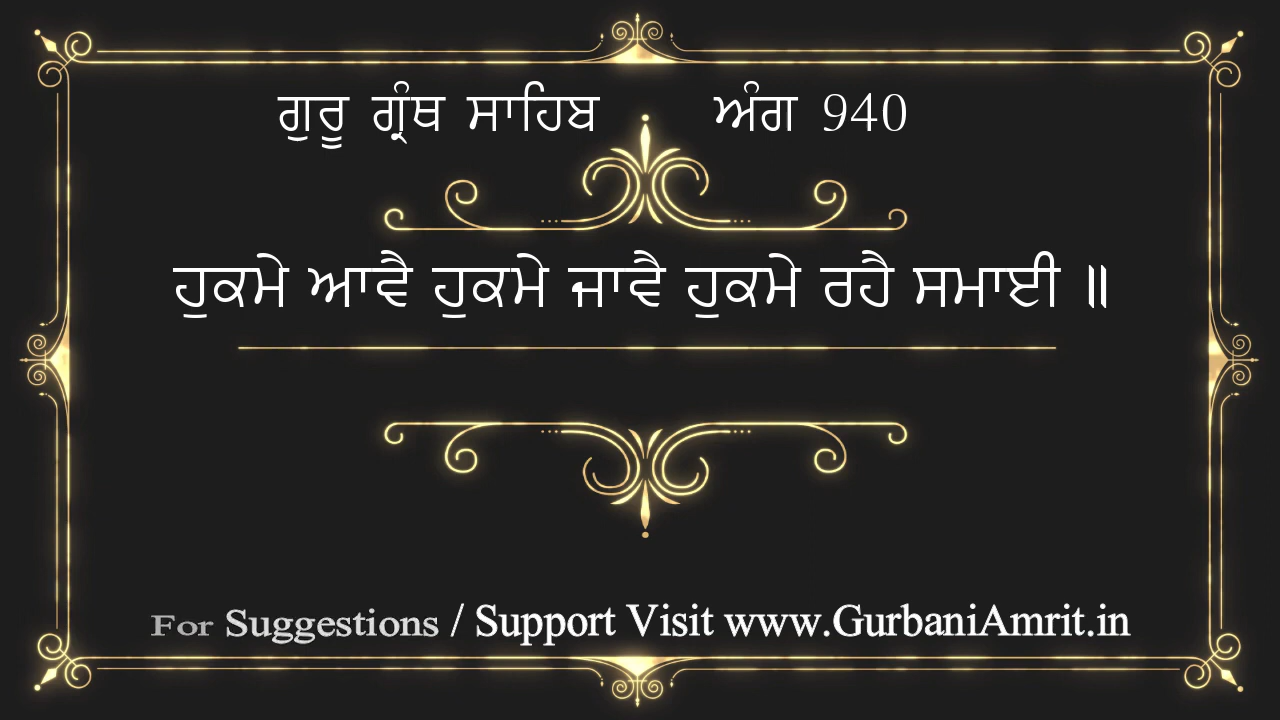 ਗੁਰੂ ਗ੍ਰੰਥ ਸਾਹਿਬ ਅੰਗ 940
ਹੁਕਮੇ ਆਵੈ ਹੁਕਮੇ ਜਾਵੈ ਹੁਕਮੇ ਰਹੈ ਸਮਾਈ ॥
For Suggestions / Support Visit www.GurbaniAmrit.in